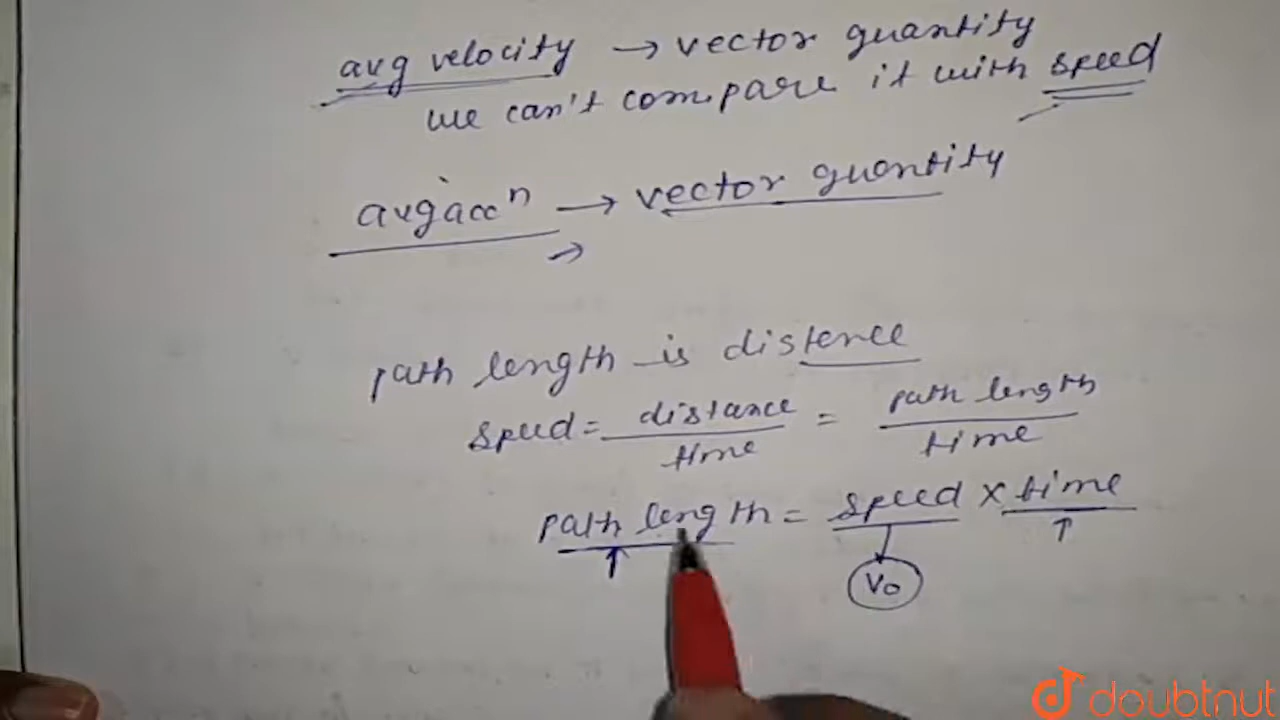 avg velocity → vector quantity
we can't compare it with speed
avg accⁿ → vector quantity
→
path length is distence
speed = distance/time = path length/time
path length = speed × time
↑ ↑
v₀
doubtnut